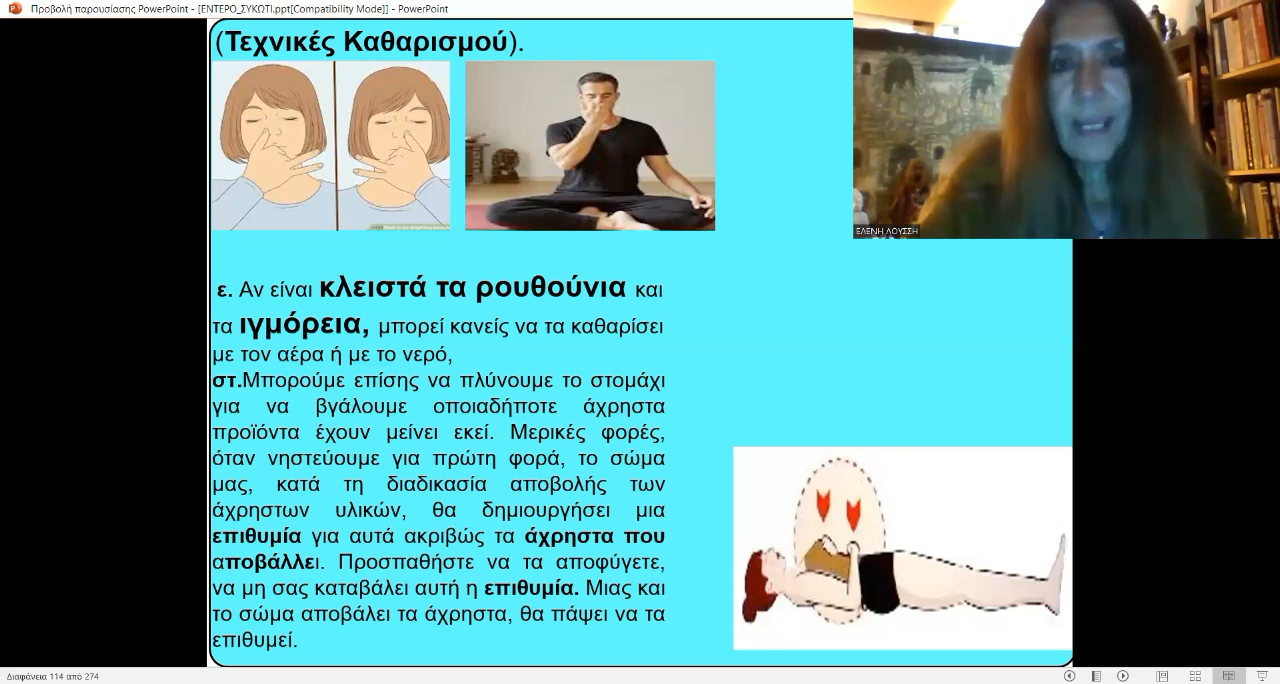 Προβολή παρουσίασης PowerPoint - [ΕΝΤΕΡΟ_ΣΥΚΩΤΙ.ppt[Compatibility Mode]] - PowerPoint
(Τεχνικές Καθαρισμού).
ΕΛΕΝΗ ΛΟΥΣΣΗ
ε. Αν είναι κλειστά τα ρουθούνια και
τα ιγμόρεια, μπορεί κανείς να τα καθαρίσει
με τον αέρα ή με το νερό,
στ.Μπορούμε επίσης να πλύνουμε το στομάχι
για να βγάλουμε οποιαδήποτε άχρηστα
προϊόντα έχουν μείνει εκεί. Μερικές φορές,
όταν νηστεύουμε για πρώτη φορά, το σώμα
μας, κατά τη διαδικασία αποβολής των
άχρηστων υλικών, θα δημιουργήσει μια
επιθυμία για αυτά ακριβώς τα άχρηστα που
αποβάλλει. Προσπαθήστε να τα αποφύγετε,
να μη σας καταβάλει αυτή η επιθυμία. Μιας και
το σώμα αποβάλει τα άχρηστα, θα πάψει να τα
επιθυμεί.
Διαφάνεια 114 από 274